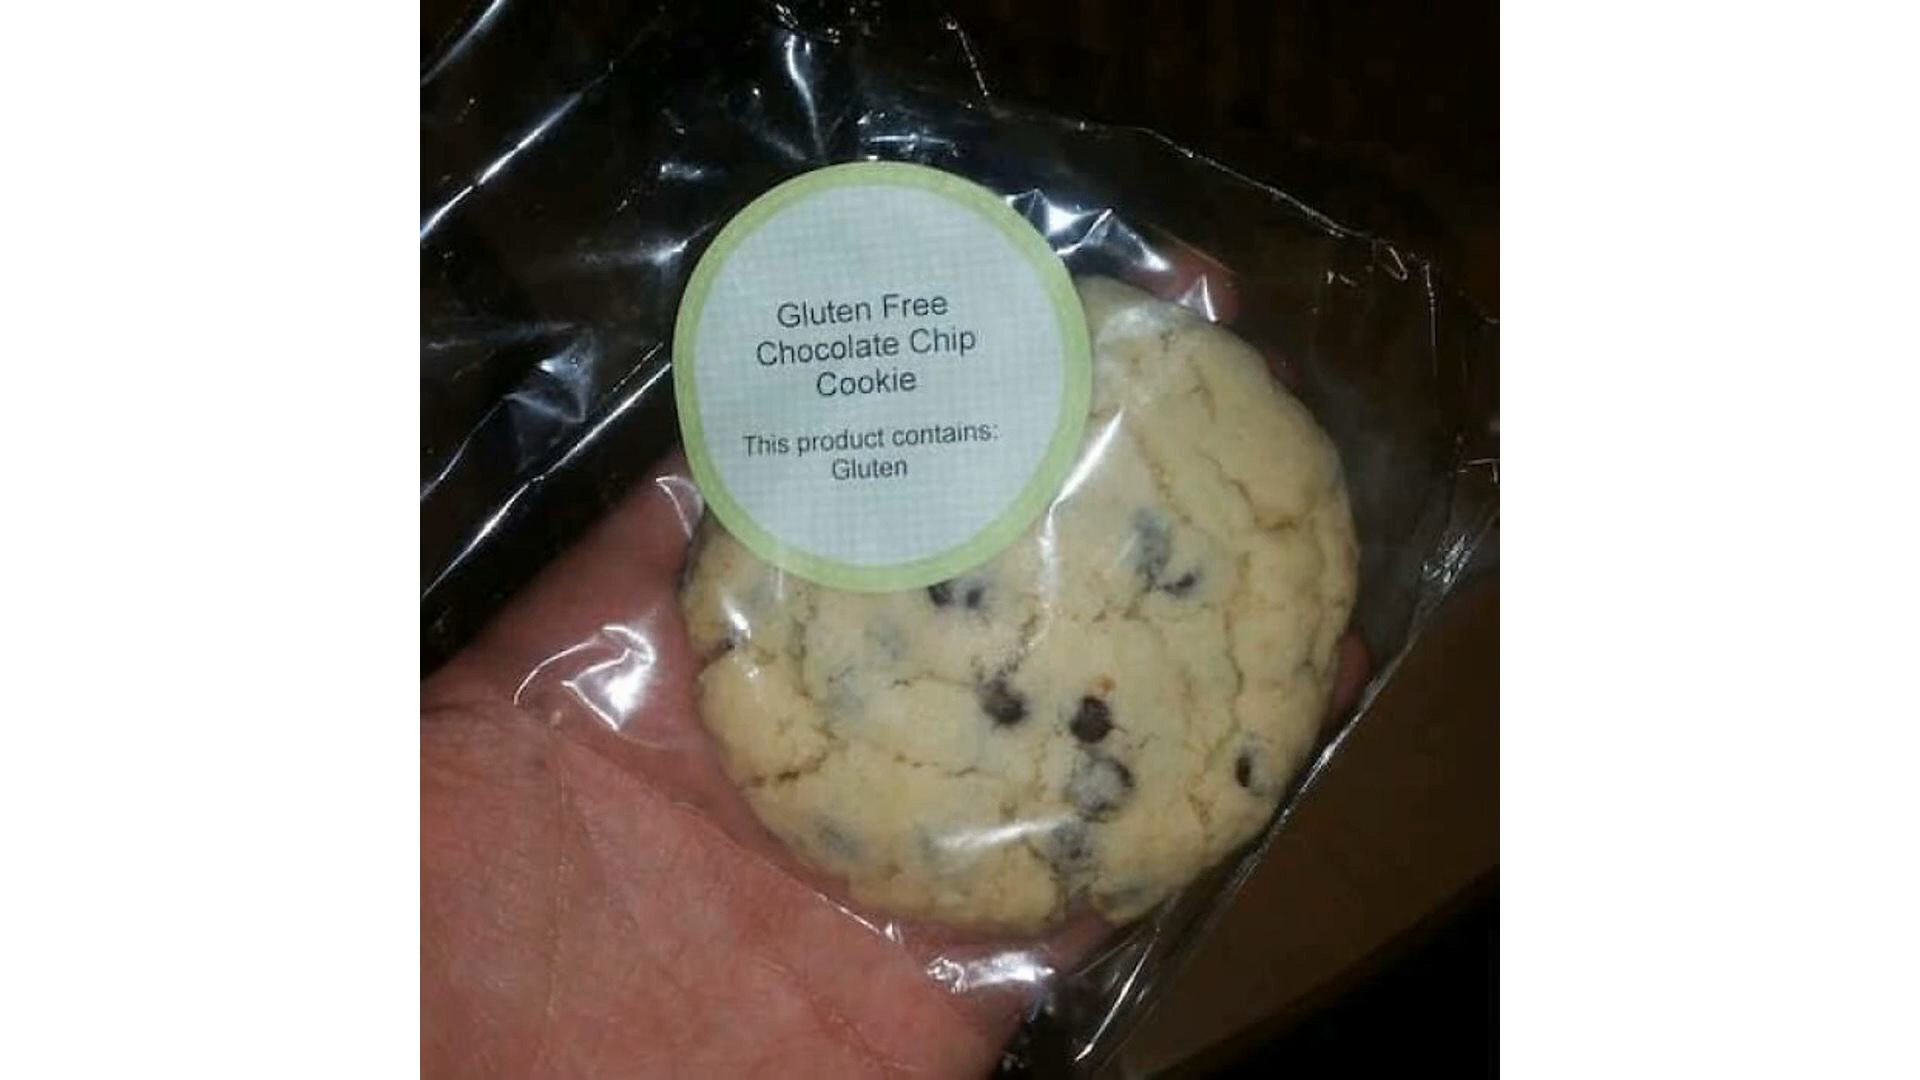 Gluten Free
Chocolate Chip
Cookie
This product contains:
Gluten